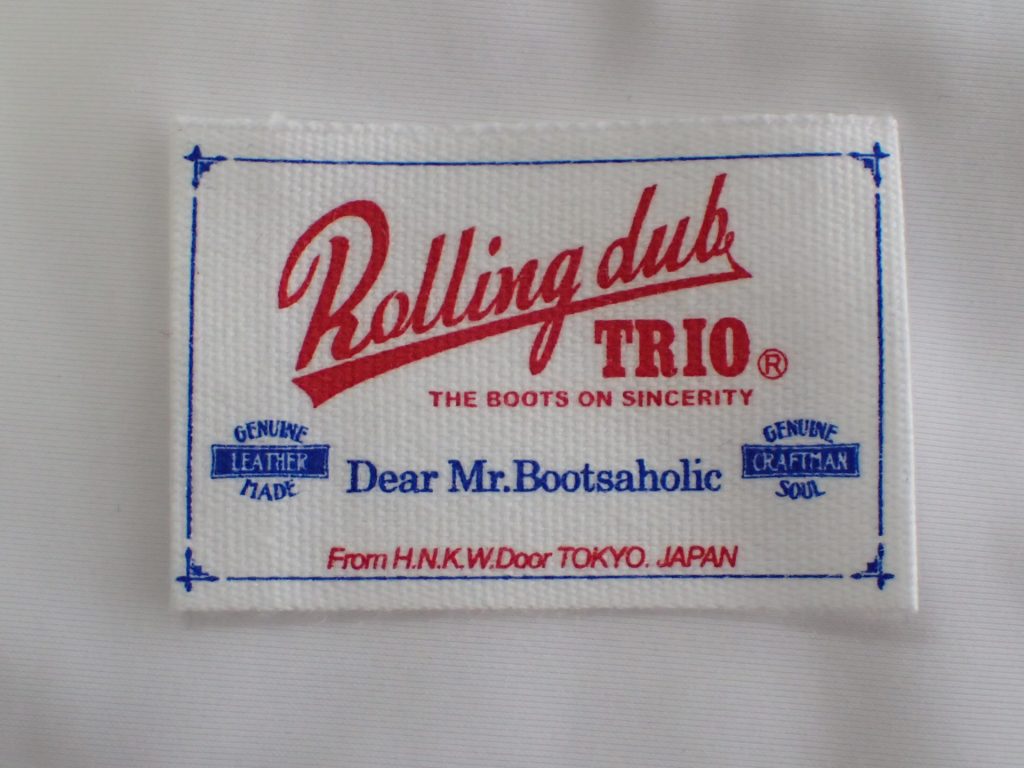 Rolling dub
TRIO®
THE BOOTS ON SINCERITY
GENUINE
LEATHER
MADE
Dear Mr.Bootsaholic
GENUINE
CRAFTMAN
SOUL
From H.N.K.W.Door TOKYO. JAPAN